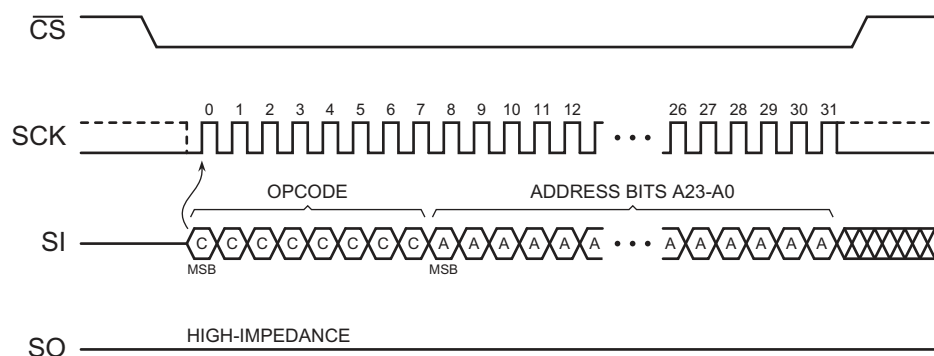 CS
SCK
0 1 2 3 4 5 6 7 8 9 10 11 12 26 27 28 29 30 31
OPCODE ADDRESS BITS A23-A0
SI
C C C C C C C C A A A A A A A A A A A A
MSB MSB
HIGH-IMPEDANCE
SO